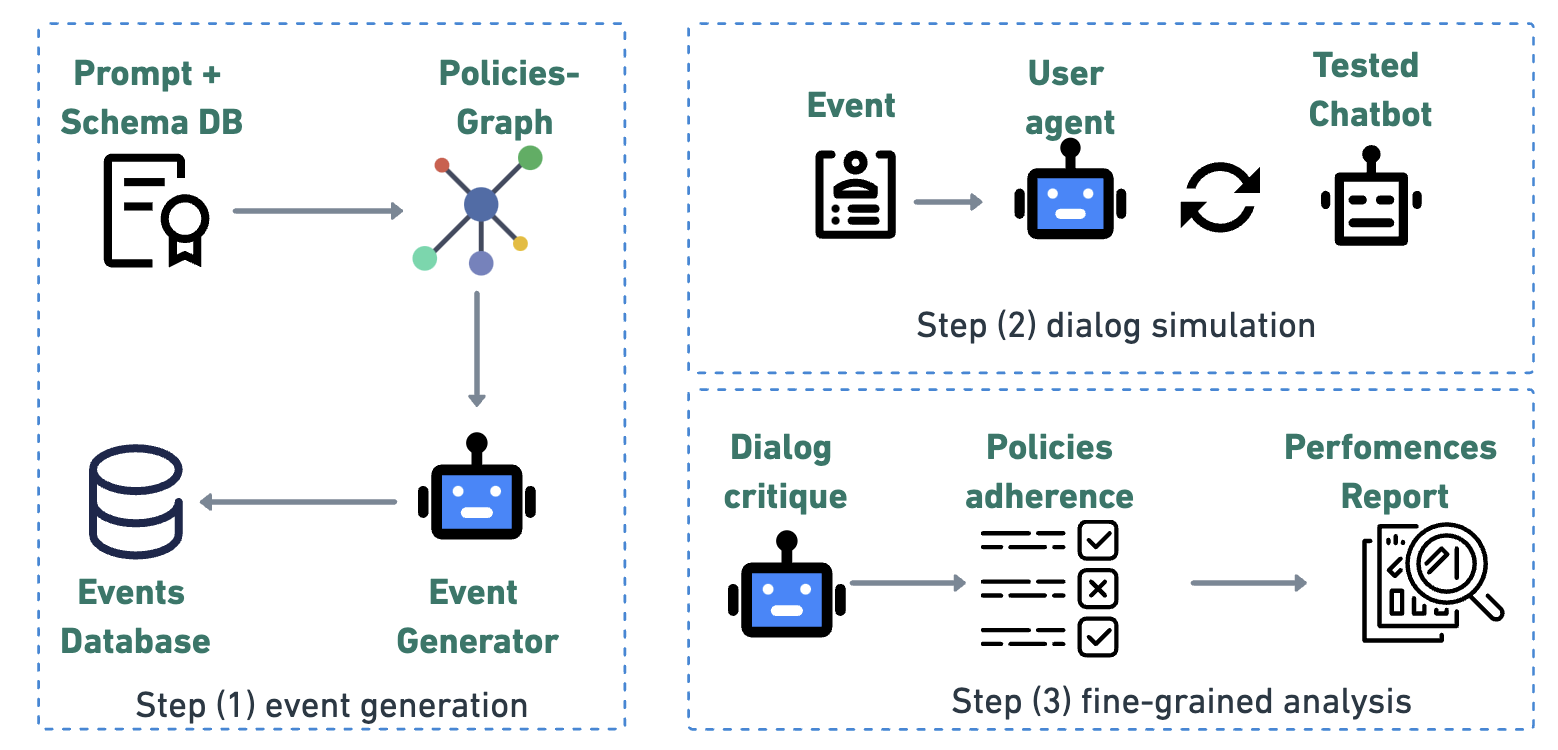 Prompt +
Schema DB
Policies-
Graph
Events
Database
Event
Generator
Step (1) event generation
Event
User
agent
Tested
Chatbot
Step (2) dialog simulation
Dialog
critique
Policies
adherence
Perfomences
Report
Step (3) fine-grained analysis